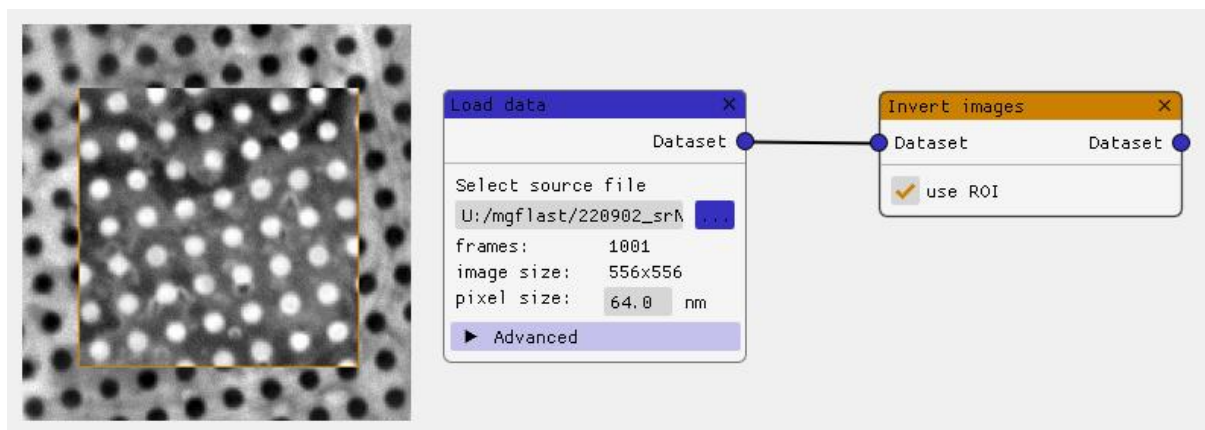 Load data
Dataset
Select source file
U:/mgflast/220902_srN
...
frames: 1001
image size: 556x556
pixel size: 64.0 nm
Advanced
Invert images
Dataset Dataset
use ROI